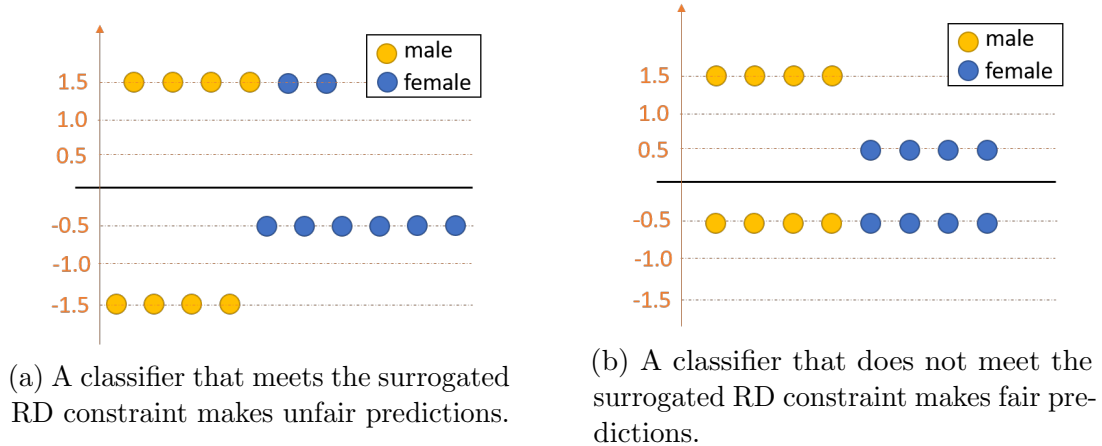 male
female
1.5
1.0
0.5
-0.5
-1.0
-1.5
(a) A classifier that meets the surrogated
RD constraint makes unfair predictions.
male
female
1.5
1.0
0.5
-0.5
-1.0
-1.5
(b) A classifier that does not meet the
surrogated RD constraint makes fair pre-
dictions.